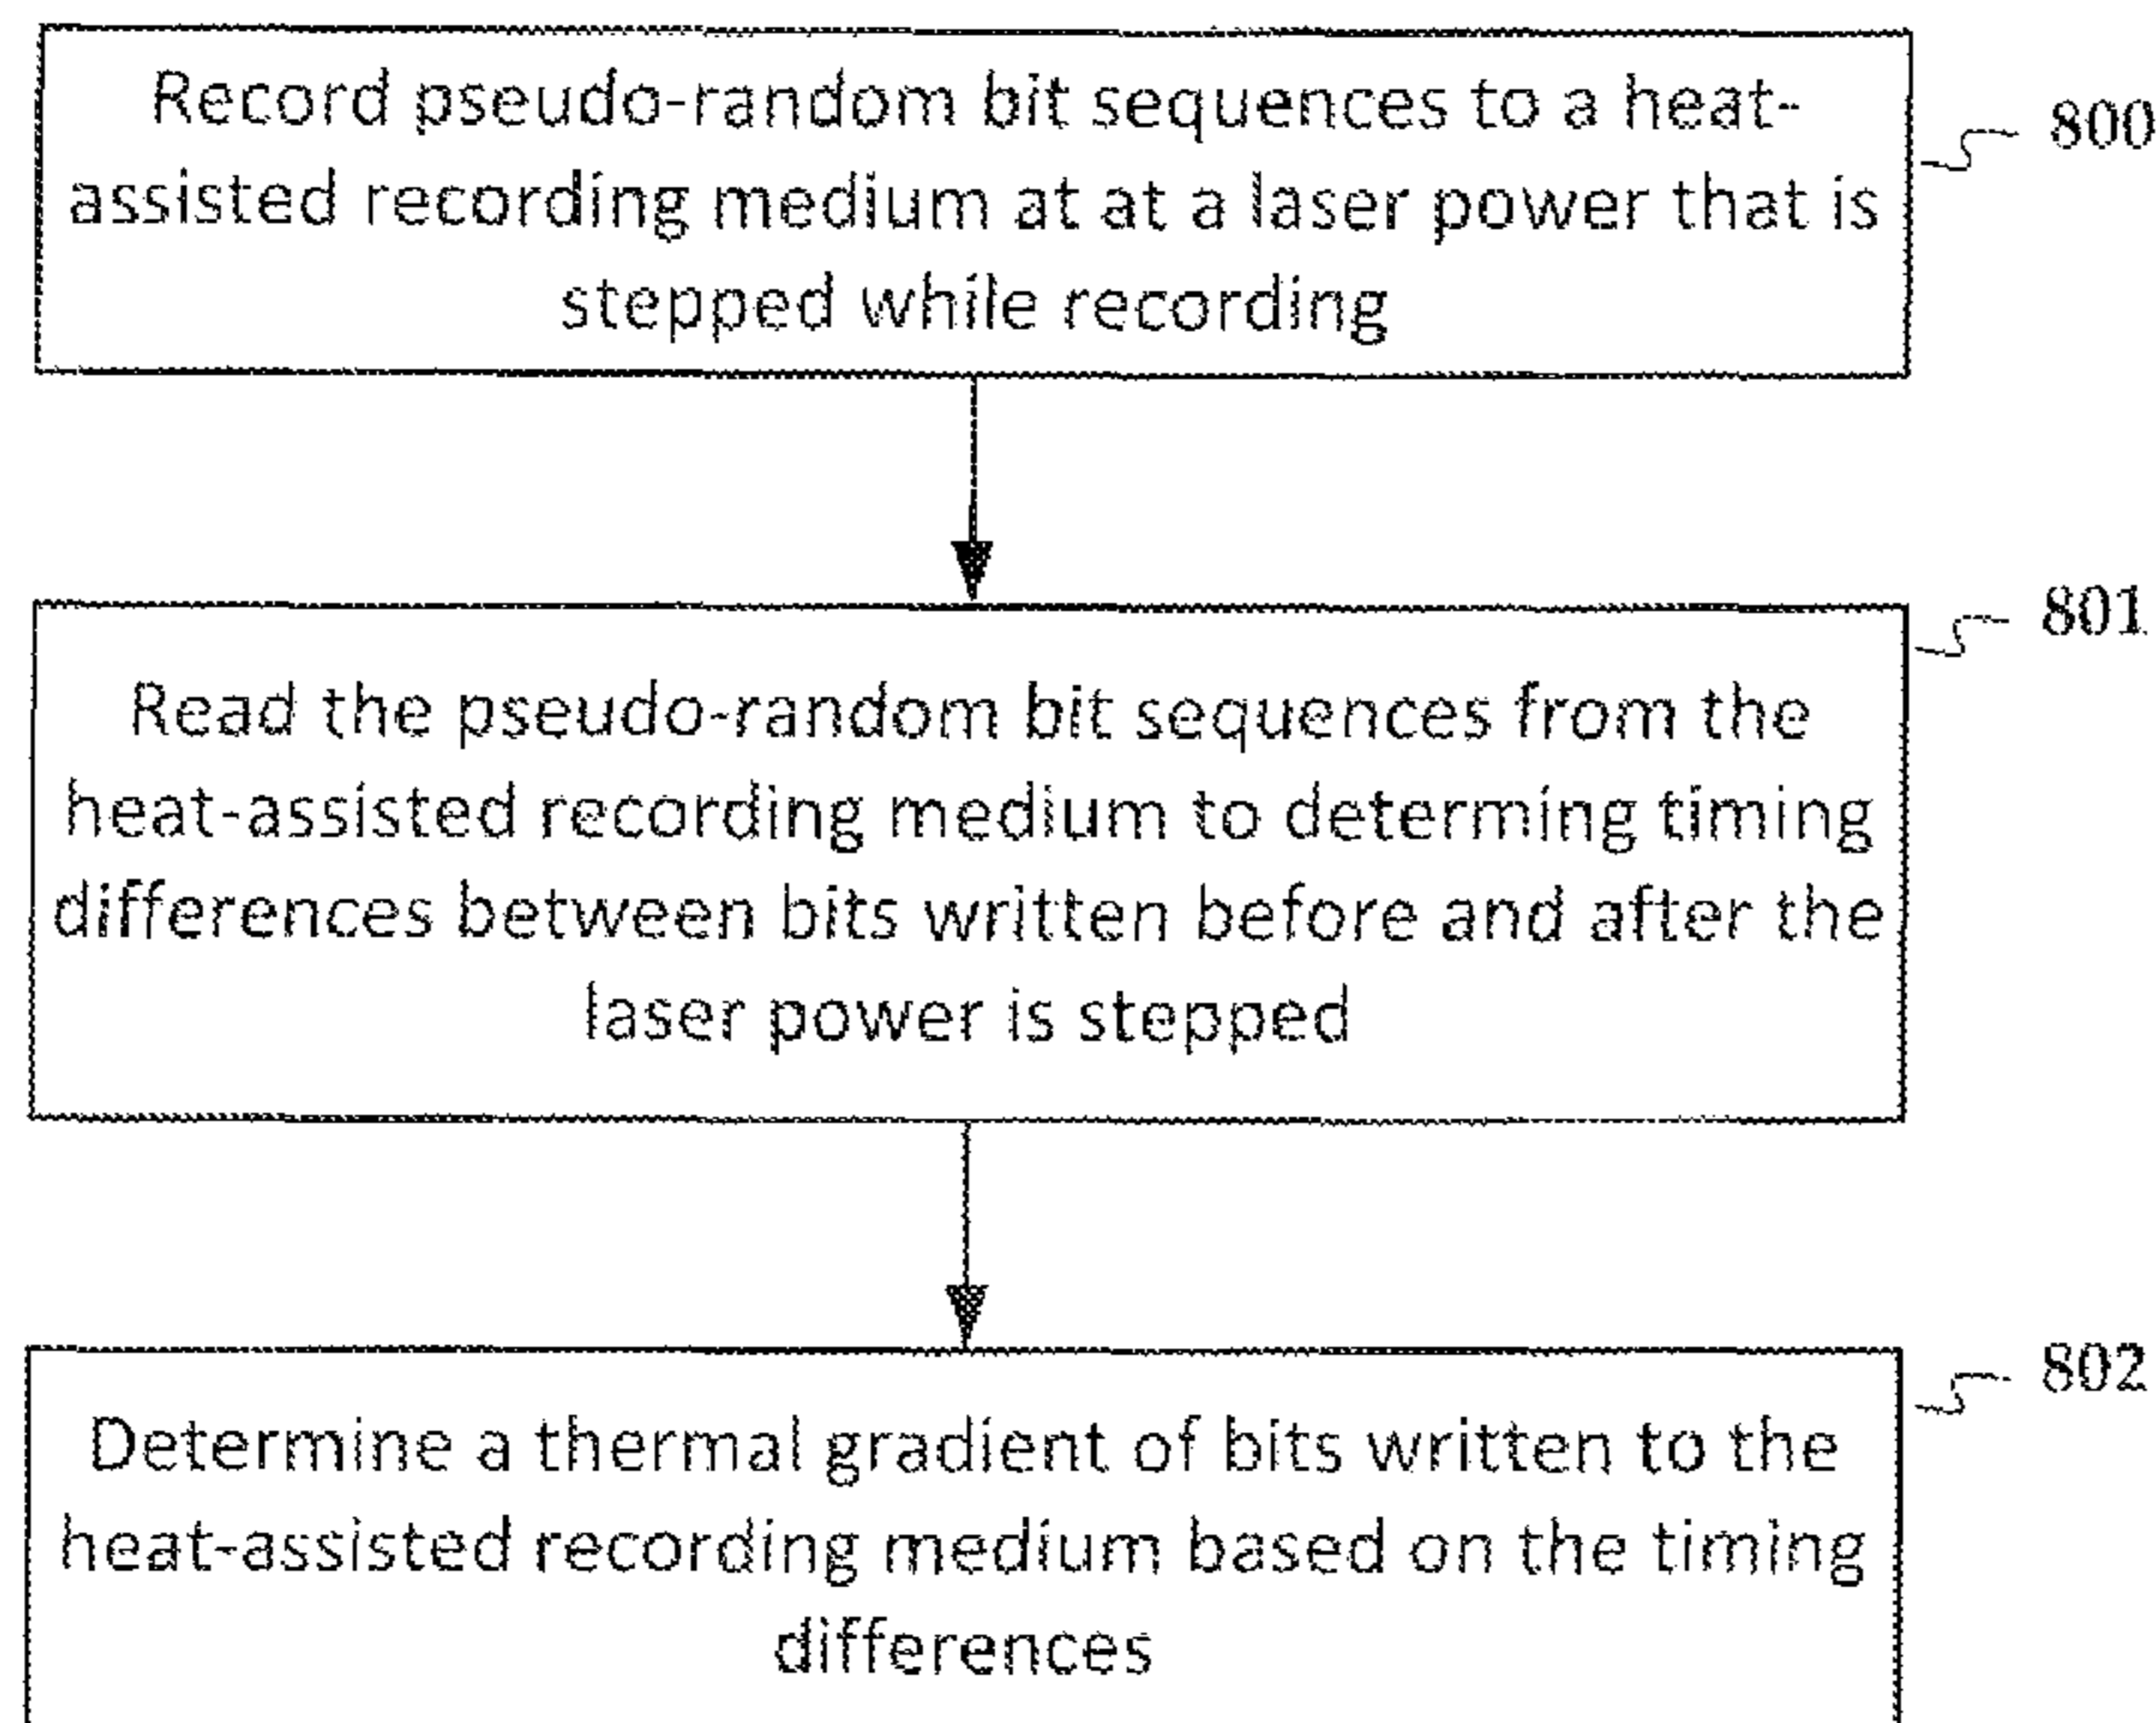 Record pseudo-random bit sequences to a heat-
assisted recording medium at at a laser power that is
stepped while recording
800
801
Read the pseudo-random bit sequences from the
heat-assisted recording medium to determing timing
differences between bits written before and after the
laser power is stepped
802
Determine a thermal gradient of bits written to the
heat-assisted recording medium based on the timing
differences